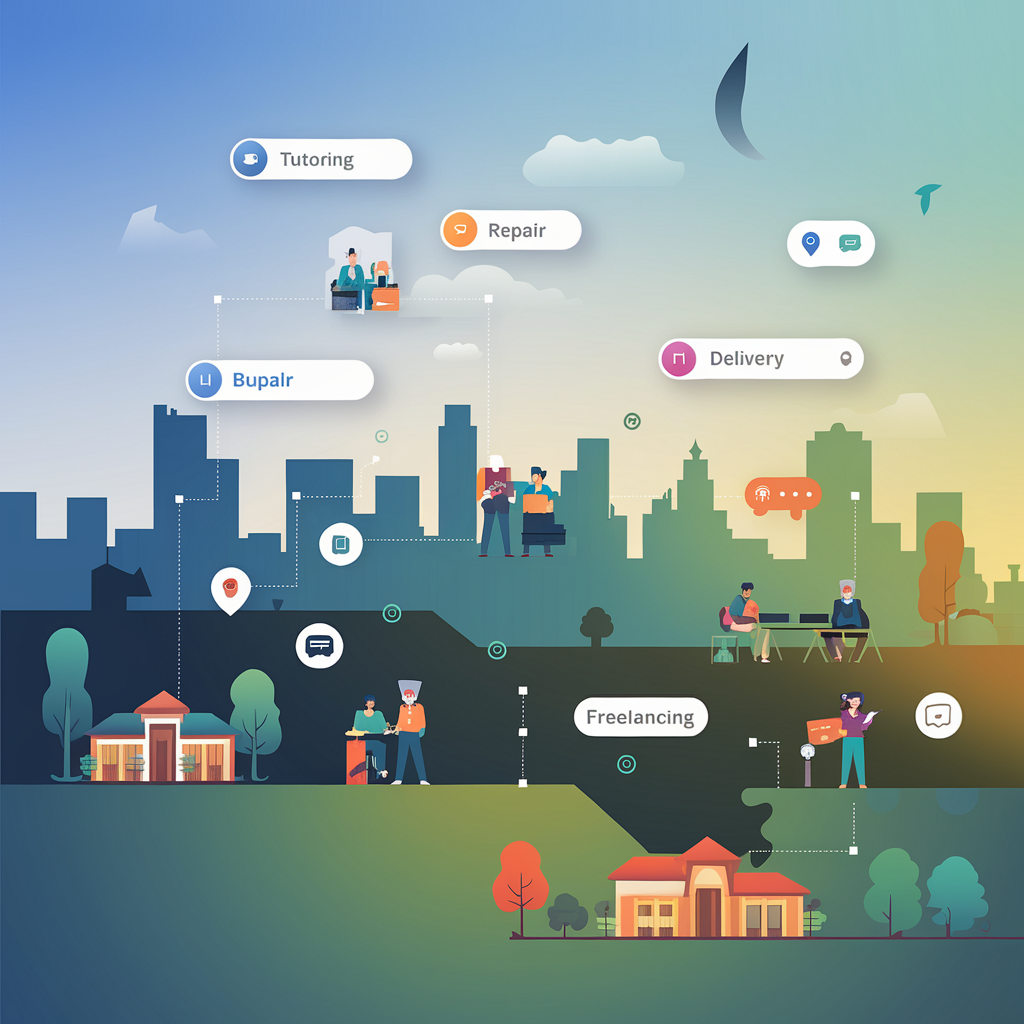 Tutoring
Repair
Bupalr
Delivery
Freelancing